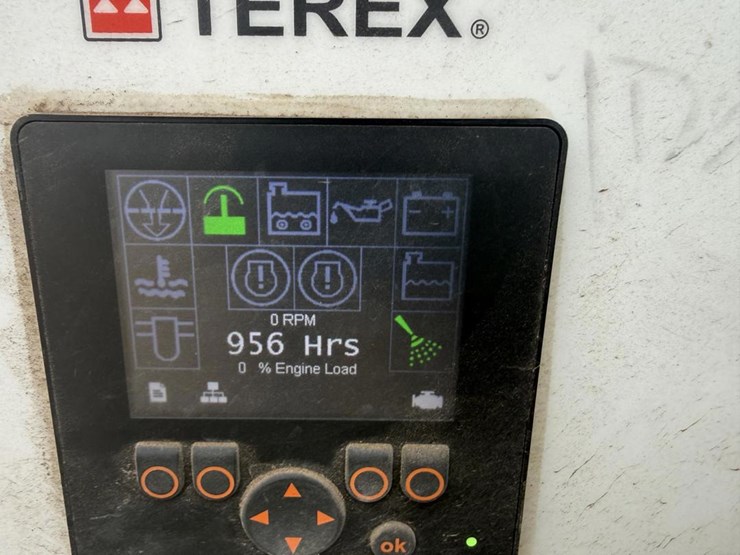 TEREX®
0 RPM
956 Hrs
0 % Engine Load
ok